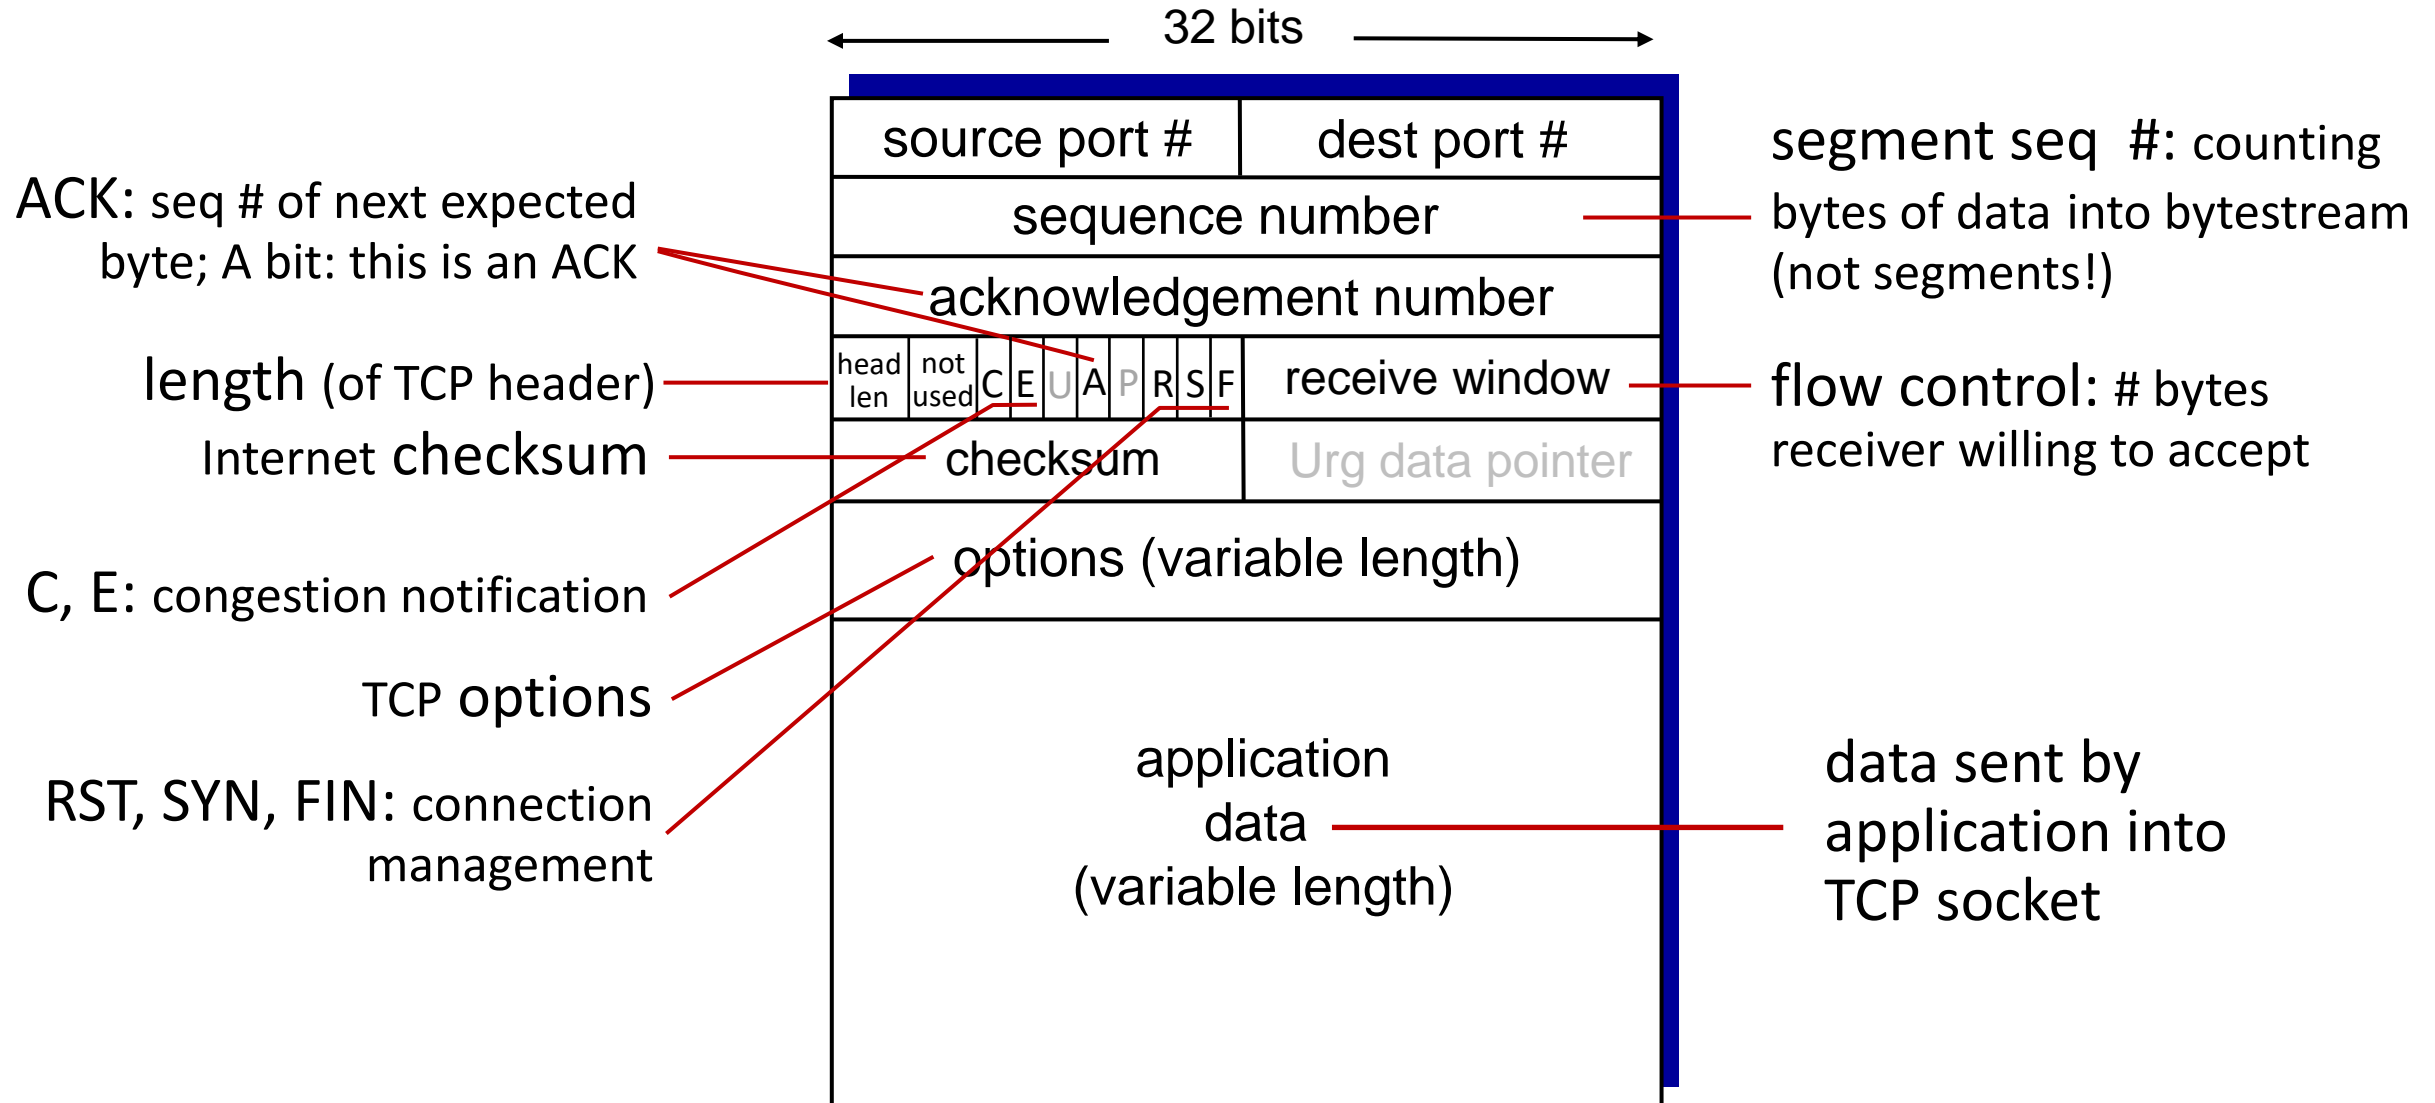 32 bits
source port #
dest port #
sequence number
acknowledgement number
head
len
not
used
C E U A P R S F
receive window
checksum
Urg data pointer
options (variable length)
application
data
(variable length)
ACK: seq # of next expected
byte; A bit: this is an ACK
length (of TCP header)
Internet checksum
C, E: congestion notification
TCP options
RST, SYN, FIN: connection
management
segment seq #: counting
bytes of data into bytestream
(not segments!)
flow control: # bytes
receiver willing to accept
data sent by
application into
TCP socket